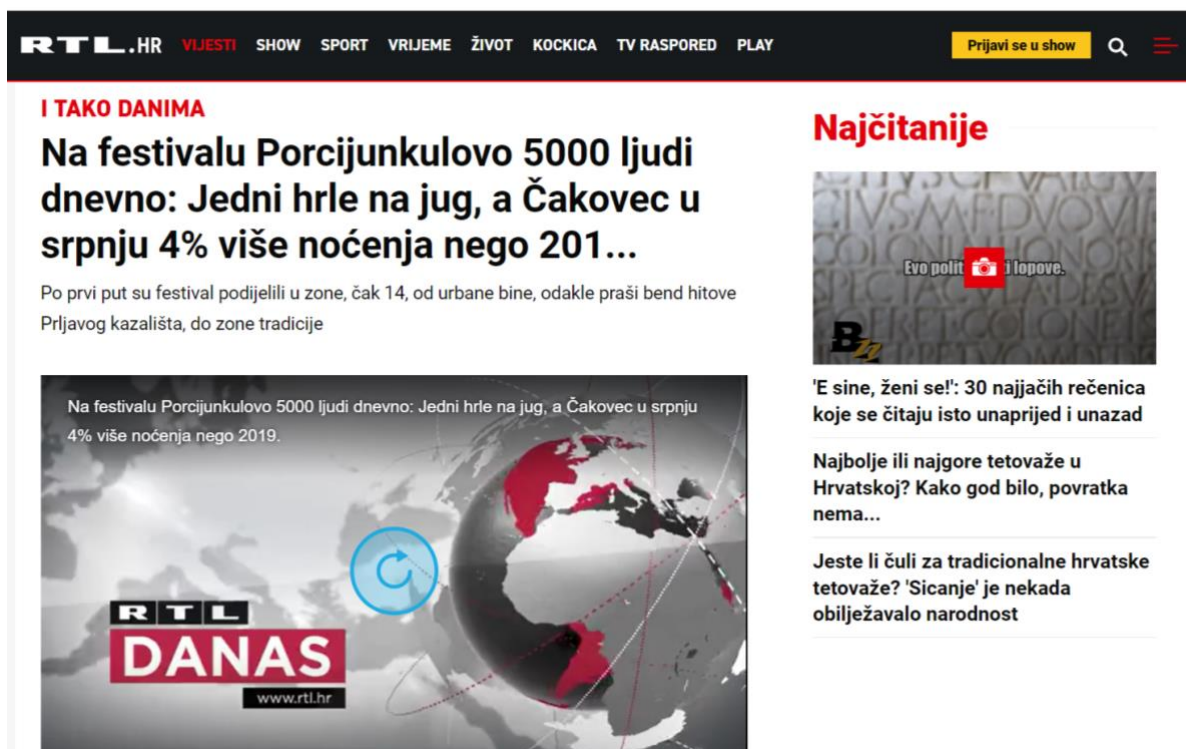 RTL.HR VIJESTI SHOW SPORT VRIJEME ŽIVOT KOCKICA TV RASPORED PLAY Prijavi se u show
I TAKO DANIMA
Na festivalu Porcijunkulovo 5000 ljudi
dnevno: Jedni hrle na jug, a Čakovec u
srpnju 4% više noćenja nego 201...
Po prvi put su festival podijelili u zone, čak 14, od urbane bine, odakle praši bend hitove
Prljavog kazališta, do zone tradicije
Na festivalu Porcijunkulovo 5000 ljudi dnevno: Jedni hrle na jug, a Čakovec u srpnju
4% više noćenja nego 2019.
RTL
DANAS
www.rtl.hr
Najčitanije
Evo polit i lopove.
'E sine, ženi se!': 30 najjačih rečenica
koje se čitaju isto unaprijed i unazad
Najbolje ili najgore tetovaže u
Hrvatskoj? Kako god bilo, povratka
nema...
Jeste li čuli za tradicionalne hrvatske
tetovaže? 'Sicanje' je nekada
obilježavalo narodnost